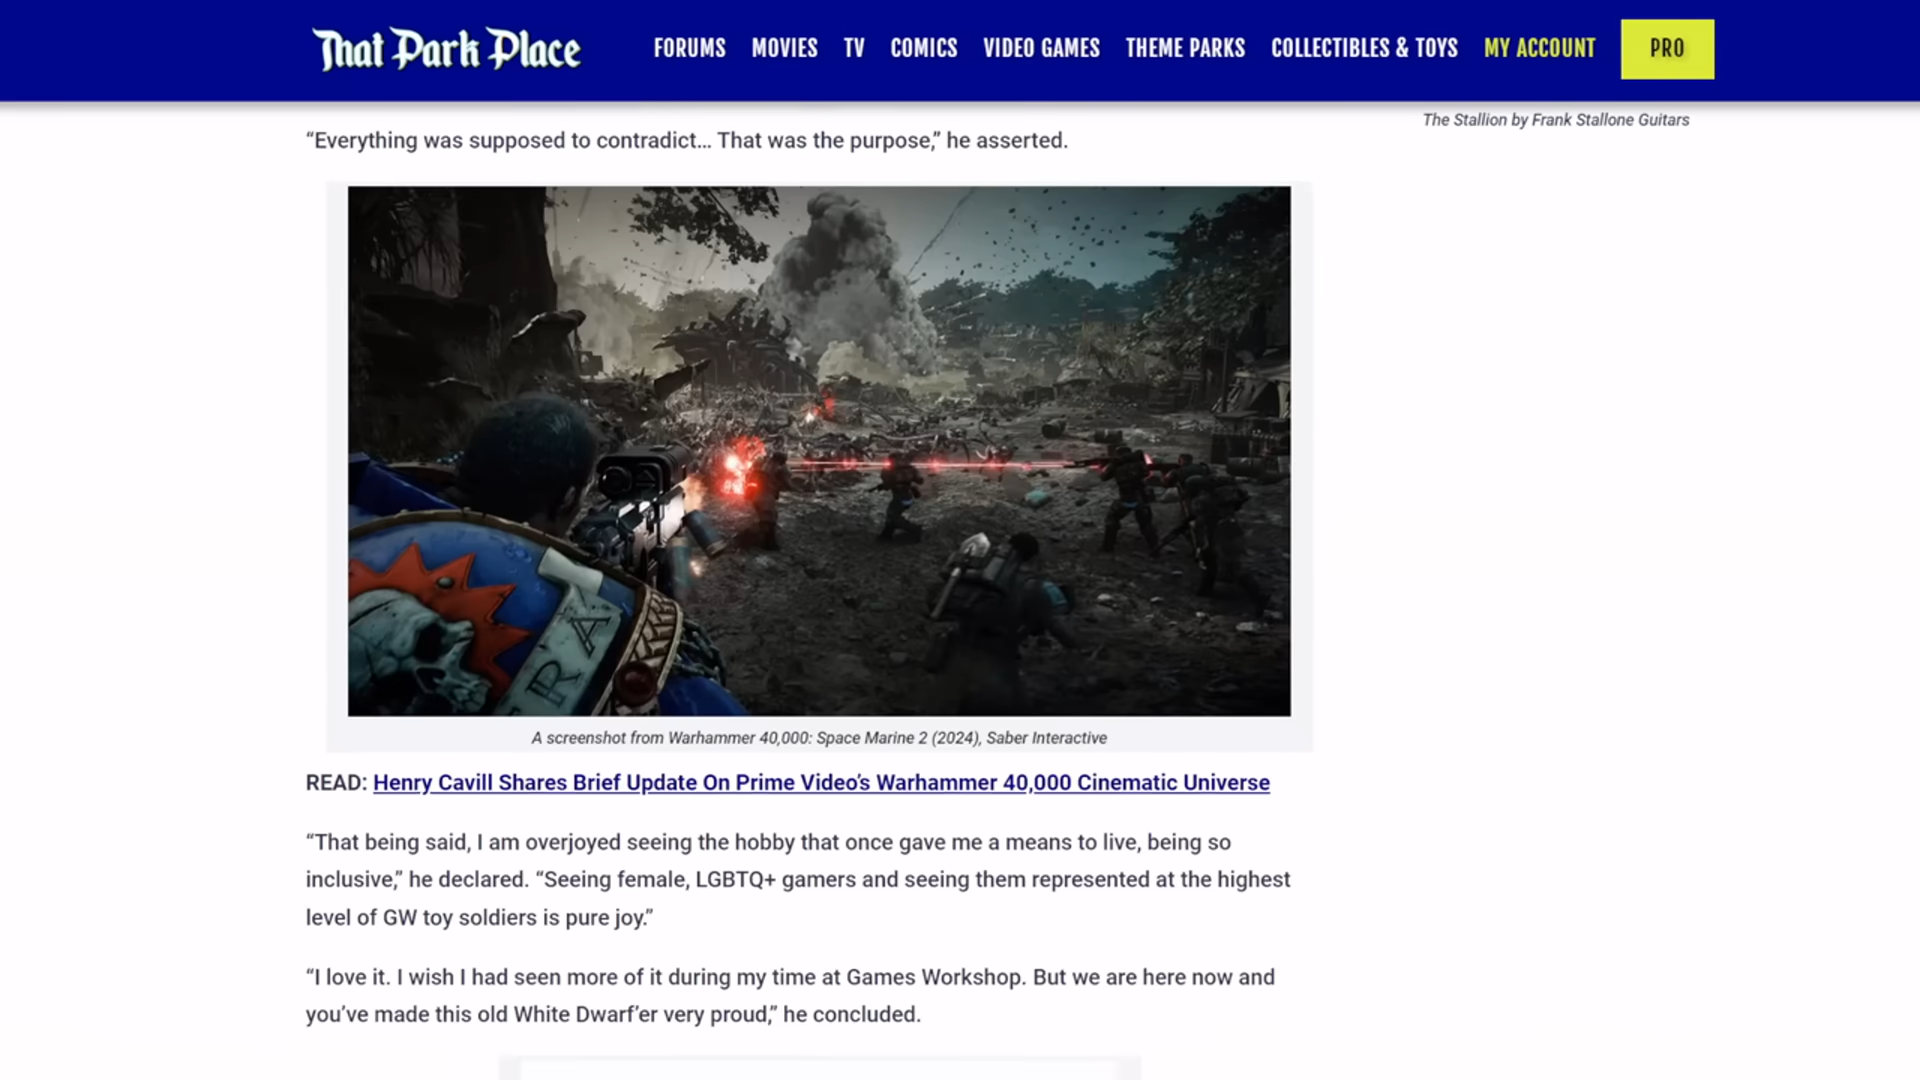 That Park Place
FORUMS MOVIES TV COMICS VIDEO GAMES THEME PARKS COLLECTIBLES & TOYS MY ACCOUNT PRO
The Stallion by Frank Stallone Guitars
“Everything was supposed to contradict… That was the purpose,” he asserted.
RA
A screenshot from Warhammer 40,000: Space Marine 2 (2024), Saber Interactive
READ: Henry Cavill Shares Brief Update On Prime Video’s Warhammer 40,000 Cinematic Universe
“That being said, I am overjoyed seeing the hobby that once gave me a means to live, being so
inclusive,” he declared. “Seeing female, LGBTQ+ gamers and seeing them represented at the highest
level of GW toy soldiers is pure joy.”
“I love it. I wish I had seen more of it during my time at Games Workshop. But we are here now and
you’ve made this old White Dwarf’er very proud,” he concluded.